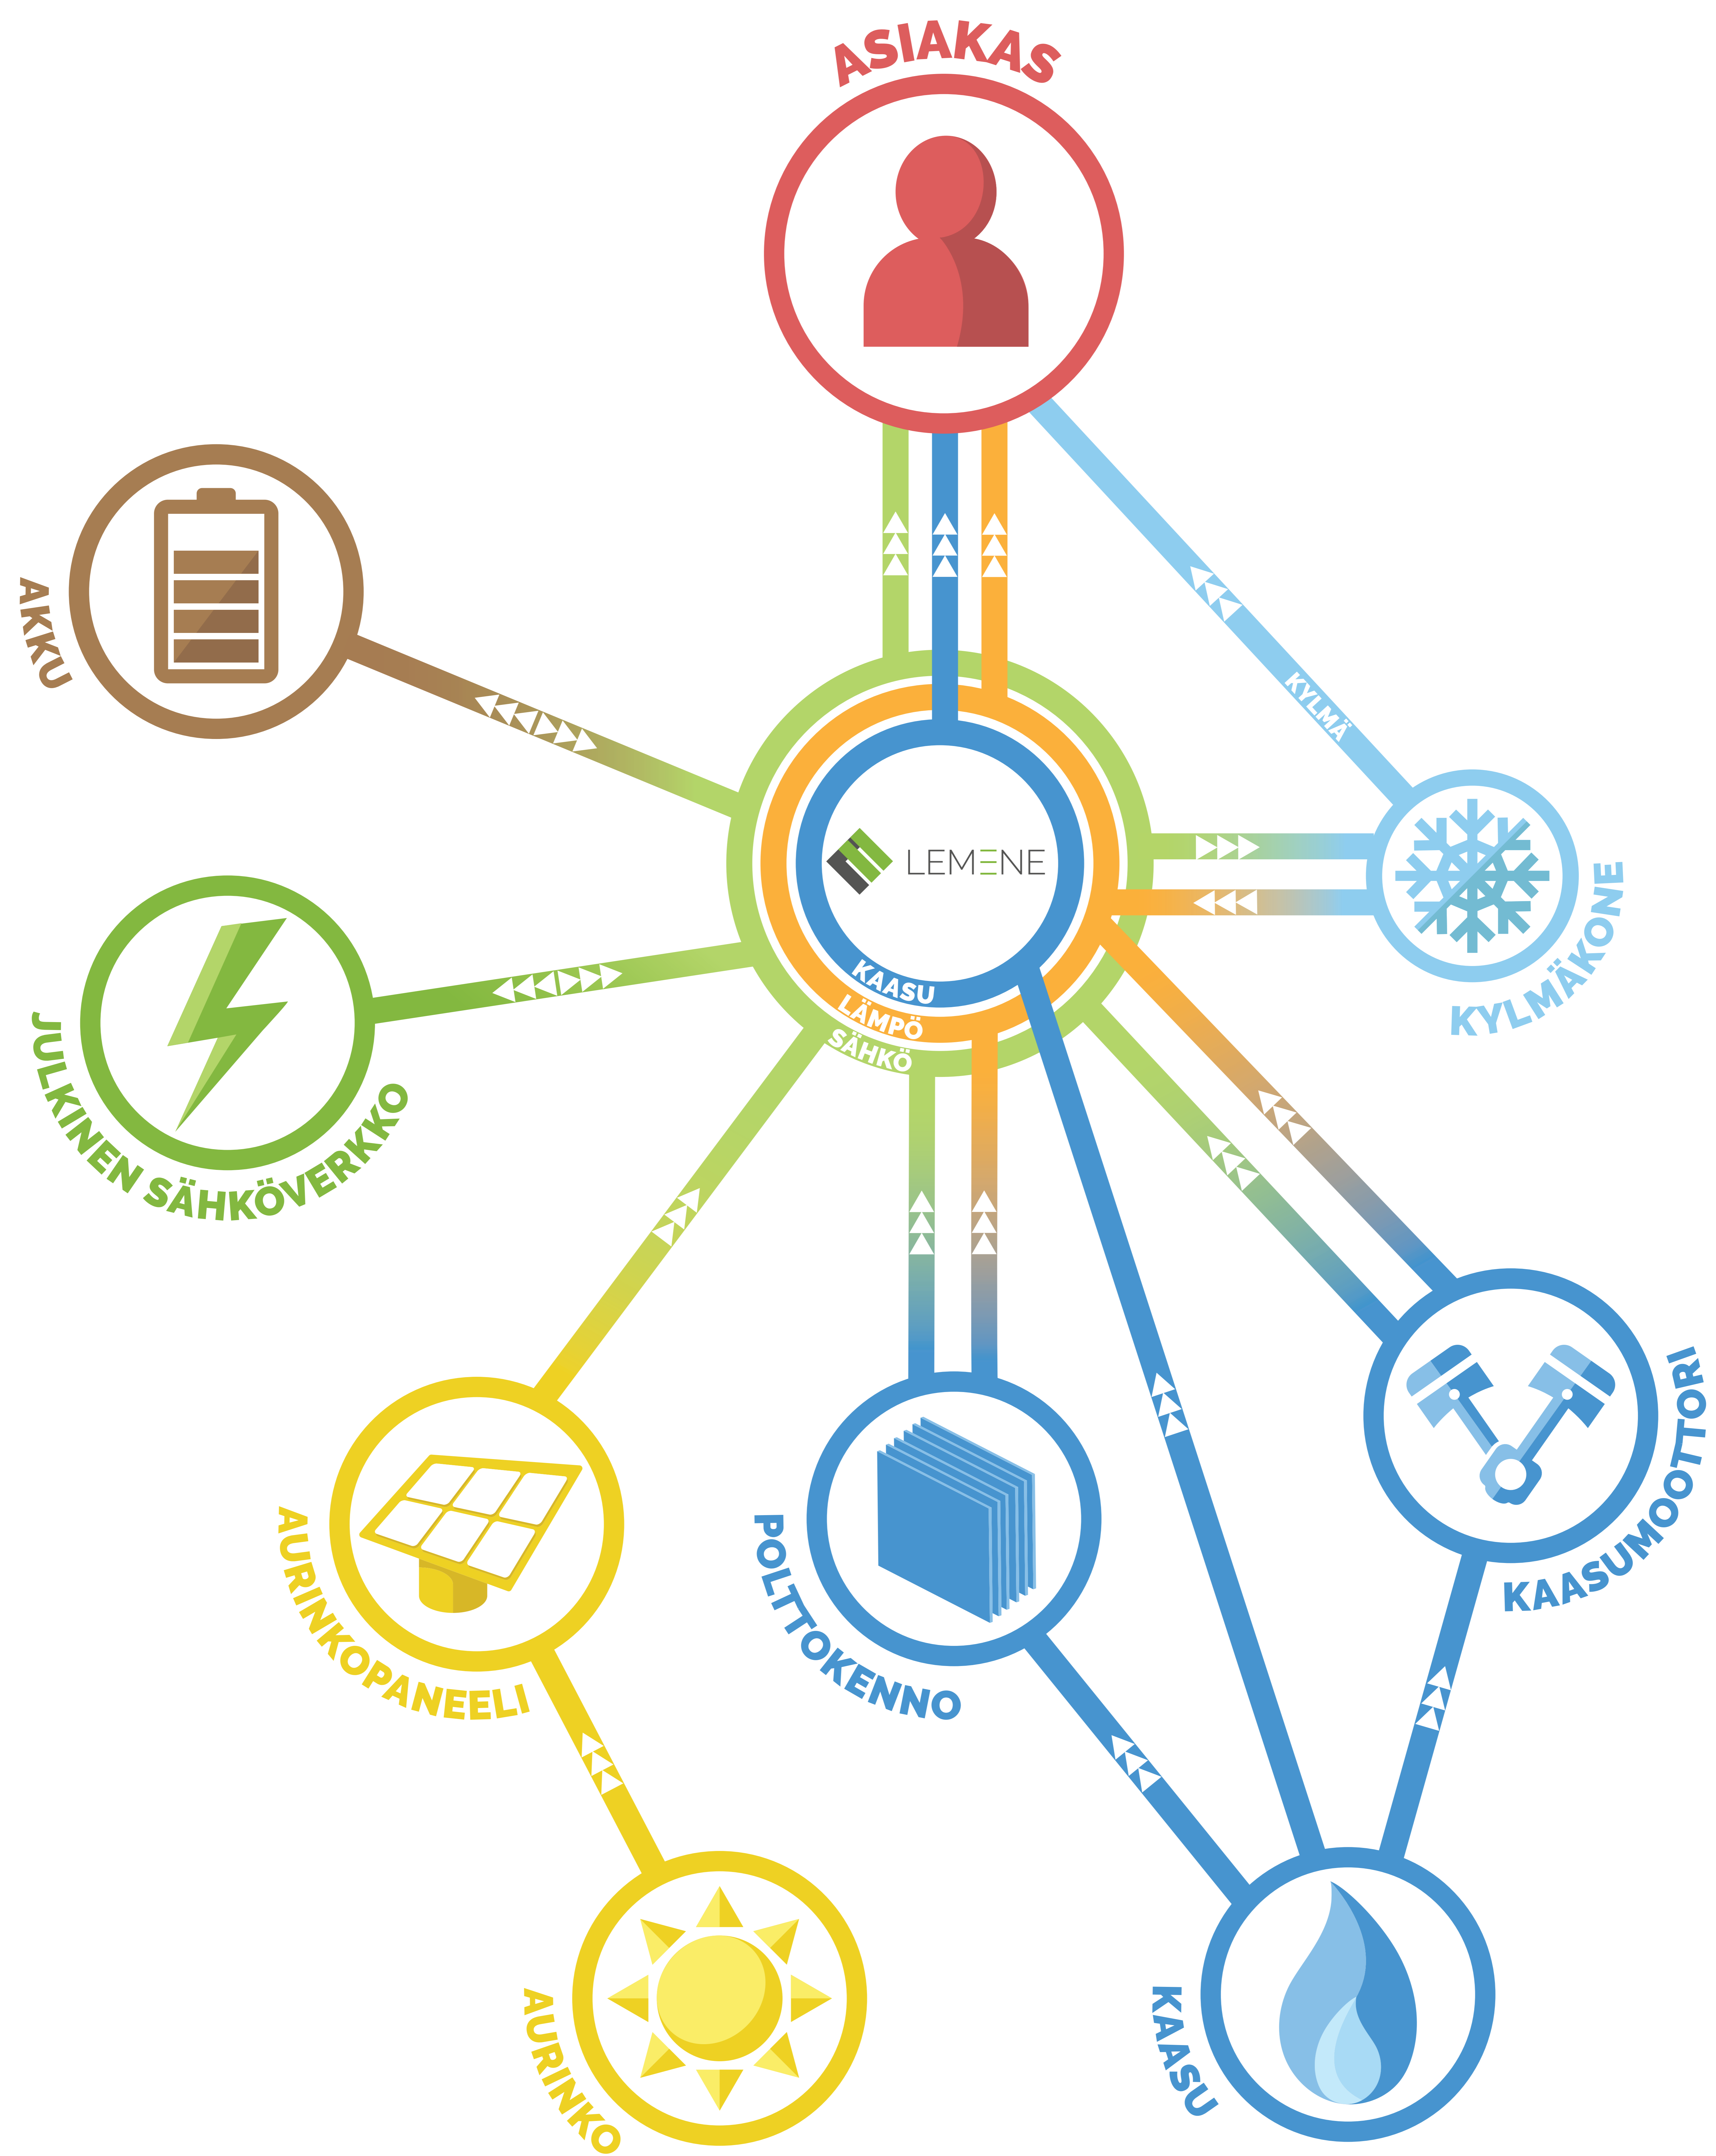 ASIAKAS
AKKU
KYLMÄ
LEMENE
KYLMÄKONE
KAASU
LÄMPÖ
SÄHKÖ
JULKINEN SÄHKÖVERKKO
KAASUMOOTTORI
AURINKOPANEELI
POLTTOKENNO
AURINKO
KAASU